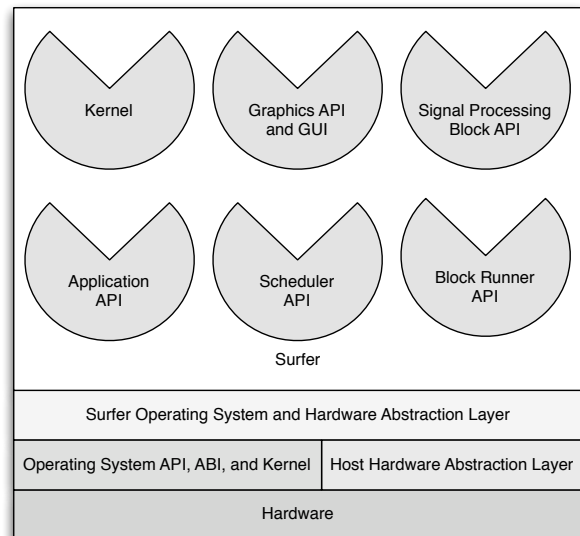 Kernel
Graphics API
and GUI
Signal Processing
Block API
Application
API
Scheduler
API
Block Runner
API
Surfer
Surfer Operating System and Hardware Abstraction Layer
Operating System API, ABI, and Kernel
Host Hardware Abstraction Layer
Hardware